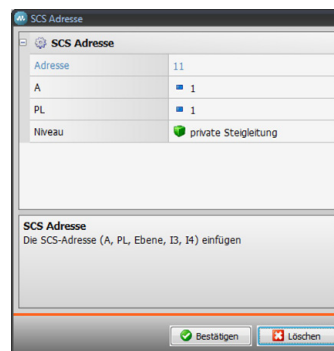 SCS Adresse
SCS Adresse
Adresse 11
A 1
PL 1
Niveau private Steigleitung
SCS Adresse
Die SCS-Adresse (A, PL, Ebene, I3, I4) einfügen
Bestätigen Löschen